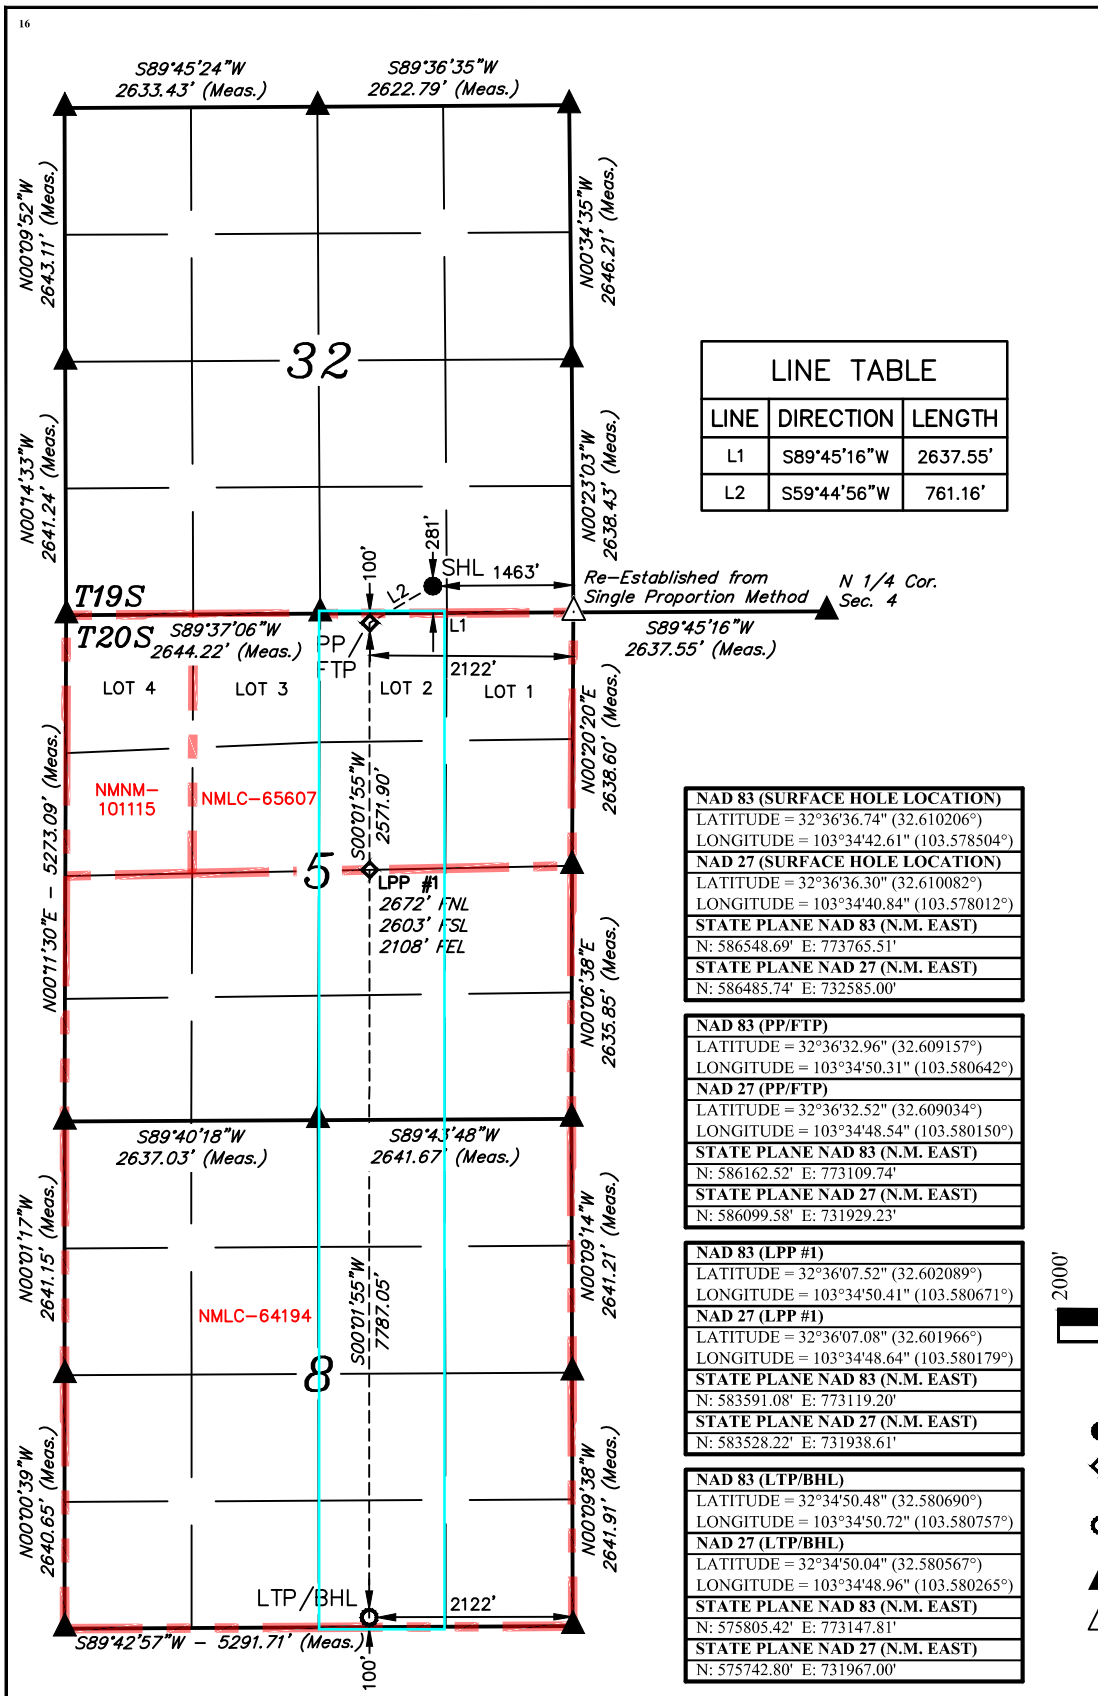 16
S89°45'24"W
2633.43' (Meas.)
S89°36'35"W
2622.79' (Meas.)
N00°09'52"W
2643.11' (Meas.)
N00°34'35"W
2646.21' (Meas.)
32
N00°14'33"W
2641.24' (Meas.)
N00°23'03"W
2638.43' (Meas.)
LINE TABLE
LINE DIRECTION LENGTH
L1 S89°45'16"W 2637.55'
L2 S59°44'56"W 761.16'
100'
281'
SHL 1463'
L2
Re-Established from
Single Proportion Method
N 1/4 Cor.
Sec. 4
T19S
T20S
S89°37'06"W
2644.22' (Meas.)
PP/
FTP
L1
2122'
S89°45'16"W
2637.55' (Meas.)
LOT 4
LOT 3
LOT 2
LOT 1
N00°11'30"E - 5273.09' (Meas.)
N00°20'20"E
2638.60' (Meas.)
NMNM-
101115
NMLC-65607
S00°01'55"W
2571.90'
5
LPP #1
2672' FNL
2603' FSL
2108' FEL
N00°06'38"E
2635.85' (Meas.)
S89°40'18"W
2637.03' (Meas.)
S89°43'48"W
2641.67' (Meas.)
N00°01'17"W
2641.15' (Meas.)
N00°09'14"W
2641.21' (Meas.)
NMLC-64194
S00°01'55"W
7787.05'
8
N00°00'39"W
2640.65' (Meas.)
N00°09'38"W
2641.91' (Meas.)
LTP/BHL
2122'
S89°42'57"W - 5291.71' (Meas.)
100'
NAD 83 (SURFACE HOLE LOCATION)
LATITUDE = 32°36'36.74" (32.610206°)
LONGITUDE = 103°34'42.61" (103.578504°)
NAD 27 (SURFACE HOLE LOCATION)
LATITUDE = 32°36'36.30" (32.610082°)
LONGITUDE = 103°34'40.84" (103.578012°)
STATE PLANE NAD 83 (N.M. EAST)
N: 586548.69' E: 773765.51'
STATE PLANE NAD 27 (N.M. EAST)
N: 586485.74' E: 732585.00'
NAD 83 (PP/FTP)
LATITUDE = 32°36'32.96" (32.609157°)
LONGITUDE = 103°34'50.31" (103.580642°)
NAD 27 (PP/FTP)
LATITUDE = 32°36'32.52" (32.609034°)
LONGITUDE = 103°34'48.54" (103.580150°)
STATE PLANE NAD 83 (N.M. EAST)
N: 586162.52' E: 773109.74'
STATE PLANE NAD 27 (N.M. EAST)
N: 586099.58' E: 731929.23'
NAD 83 (LPP #1)
LATITUDE = 32°36'07.52" (32.602089°)
LONGITUDE = 103°34'50.41" (103.580671°)
NAD 27 (LPP #1)
LATITUDE = 32°36'07.08" (32.601966°)
LONGITUDE = 103°34'48.64" (103.580179°)
STATE PLANE NAD 83 (N.M. EAST)
N: 583591.08' E: 773119.20'
STATE PLANE NAD 27 (N.M. EAST)
N: 583528.22' E: 731938.61'
NAD 83 (LTP/BHL)
LATITUDE = 32°34'50.48" (32.580690°)
LONGITUDE = 103°34'50.72" (103.580757°)
NAD 27 (LTP/BHL)
LATITUDE = 32°34'50.04" (32.580567°)
LONGITUDE = 103°34'48.96" (103.580265°)
STATE PLANE NAD 83 (N.M. EAST)
N: 575805.42' E: 773147.81'
STATE PLANE NAD 27 (N.M. EAST)
N: 575742.80' E: 731967.00'
2000'